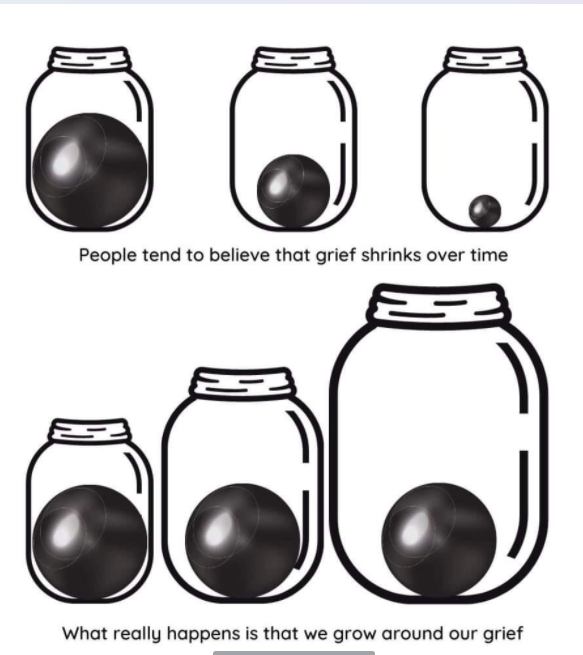 People tend to believe that grief shrinks over time
What really happens is that we grow around our grief